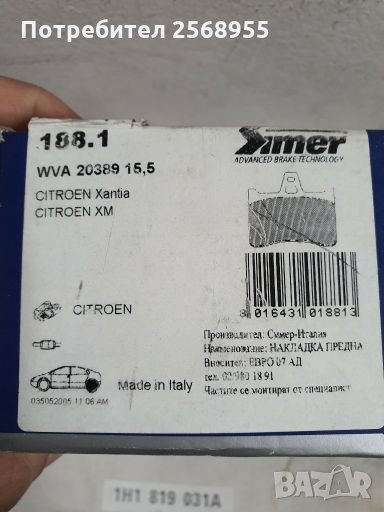 Потребител 2568955
188.1
Simer
ADVANCED BRAKE TECHNOLOGY
WVA 20389 15,5
CITROEN Xantia
CITROEN XM
CITROEN
8 016431 018813
Производител: Симер-Италия
Наименование: НАКЛАДКА ПРЕДНА
Вносител: ЕВРО 07 АД
тел. 02/980 18 91
Частите се монтират от специалист
Made in Italy
035052005 11:06 AM
1H1 819 031A
BAZAR